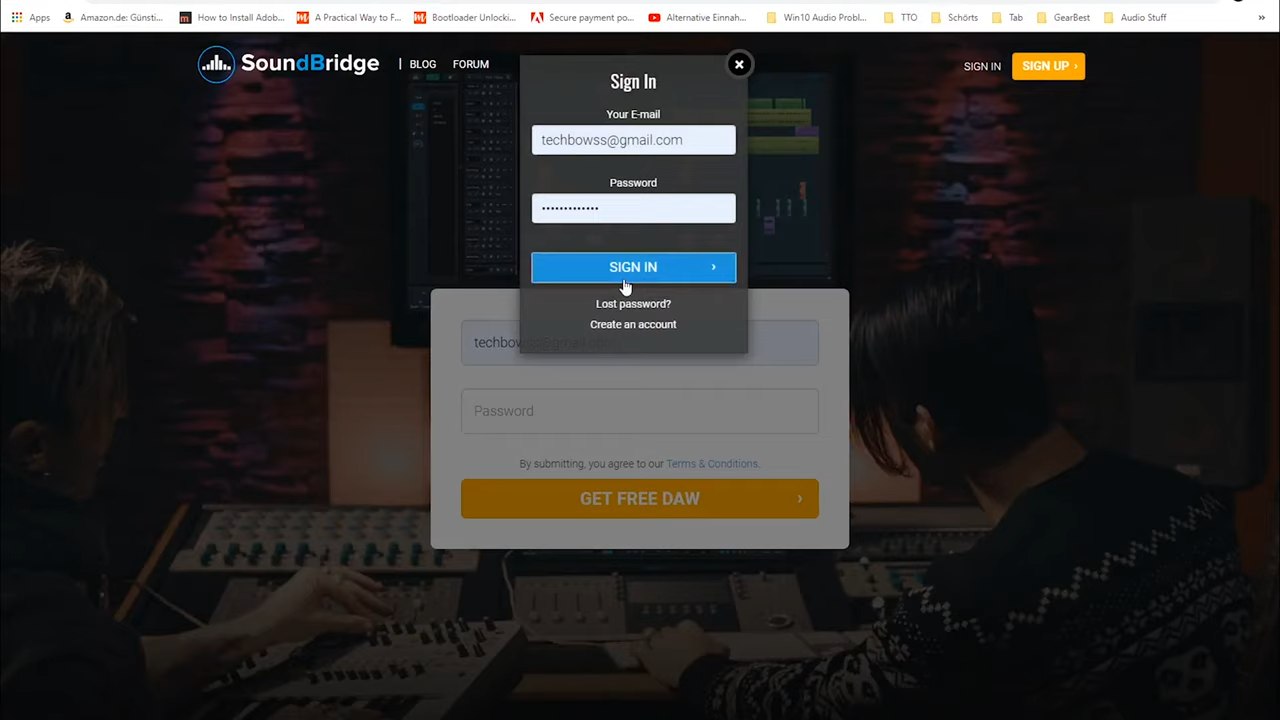 Apps Amazon.de: Günsti... How to Install Adob... A Practical Way to F... Bootloader Unlocki... Secure payment po... Alternative Einnah... Win10 Audio Probl... TTO Schörts Tab GearBest Audio Stuff »
SoundBridge | BLOG FORUM SIGN IN SIGN UP ›
Sign In
Your E-mail
techbowss@gmail.com
Password
•••••••••••••
SIGN IN ›
Lost password?
Create an account
Password
By submitting, you agree to our Terms & Conditions.
GET FREE DAW ›